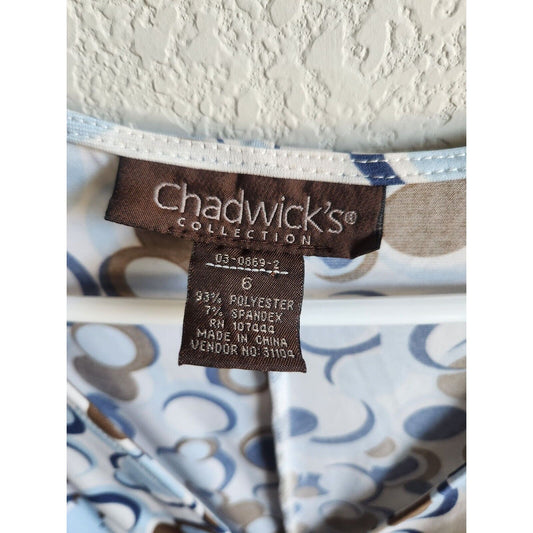 Chadwick's®
COLLECTION
03-0869-2
6
93% POLYESTER
7% SPANDEX
RN 107444
MADE IN CHINA
VENDOR NO: 31104